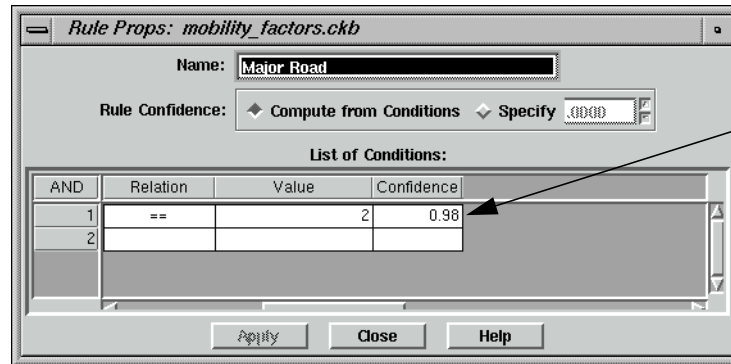 Rule Props: mobility_factors.ckb
Name: Major Road
Rule Confidence: Compute from Conditions Specify .0000
List of Conditions:
AND Relation Value Confidence
1 == 2 0.98
2
Apply Close Help